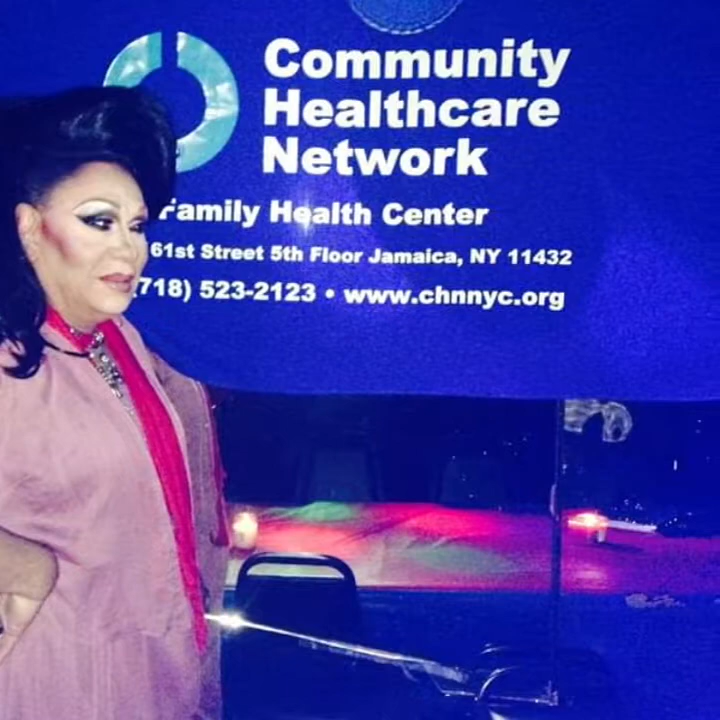 Community
Healthcare
Network
Family Health Center
61st Street 5th Floor Jamaica, NY 11432
718) 523-2123 • www.chnnyc.org